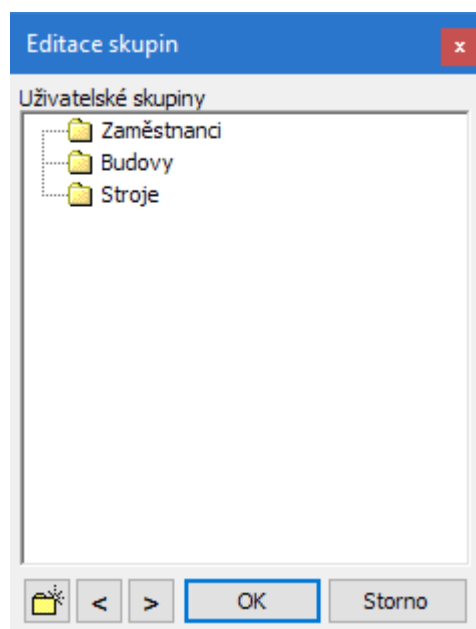 Editace skupin
x
Uživatelské skupiny
Zaměstnanci
Budovy
Stroje
< > OK Storno